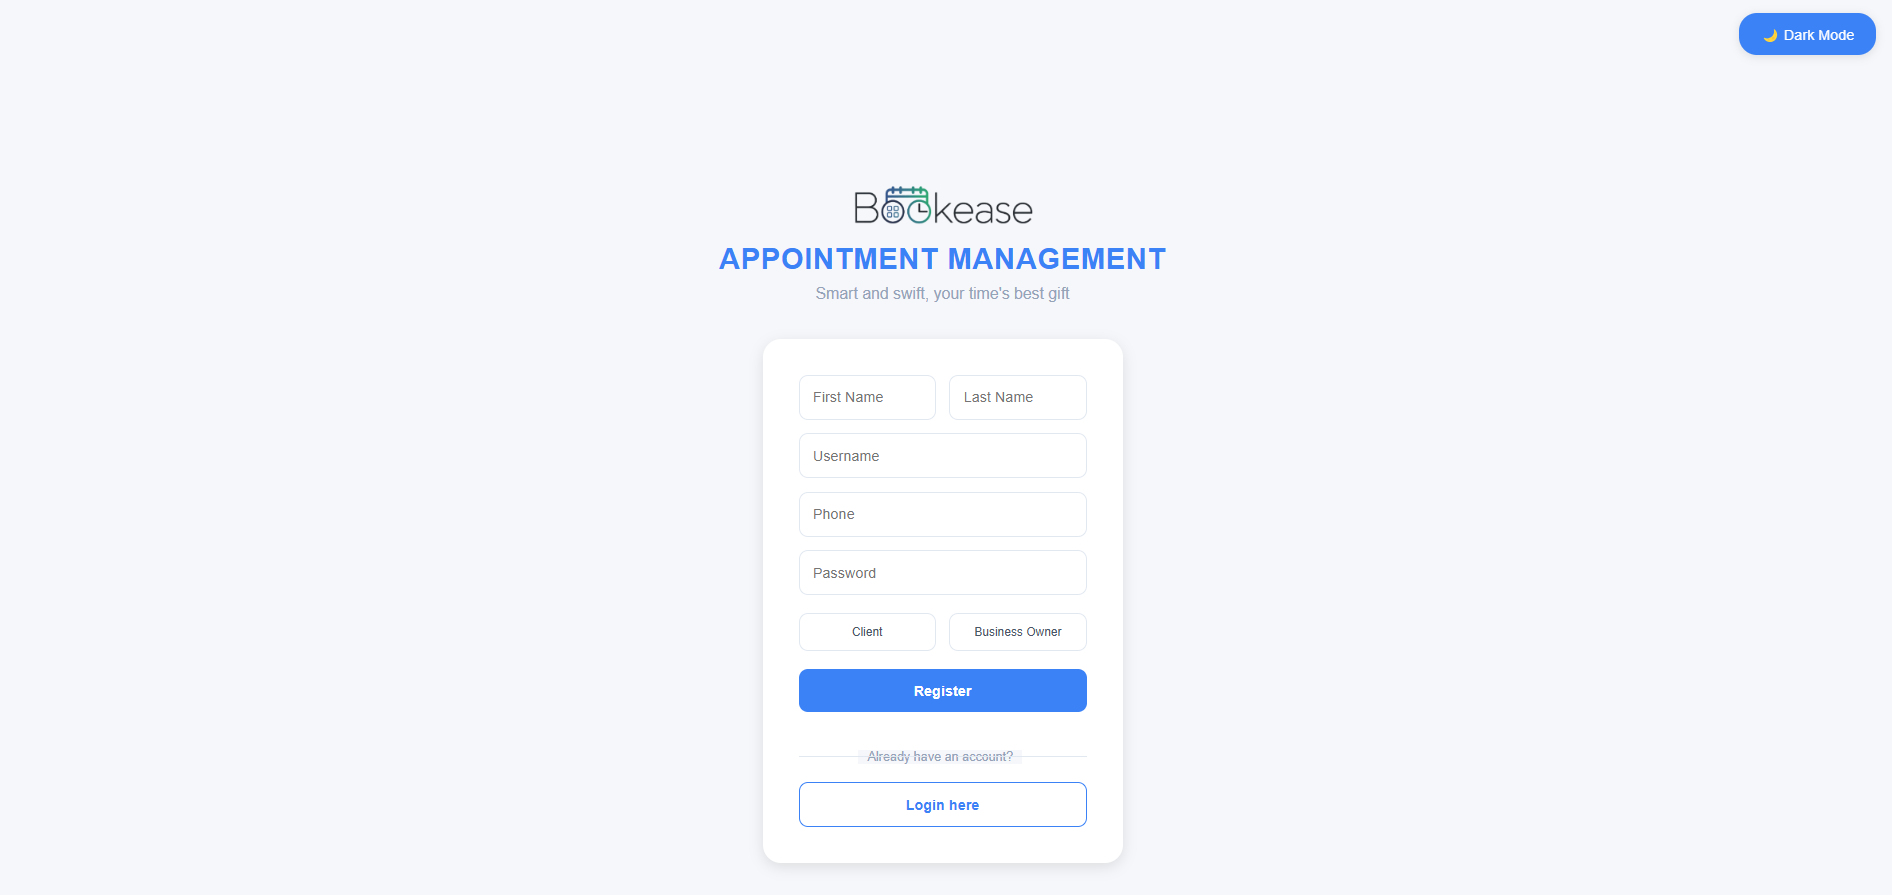 🌙 Dark Mode
Bookease
APPOINTMENT MANAGEMENT
Smart and swift, your time's best gift
First Name Last Name
Username
Phone
Password
Client Business Owner
Register
Already have an account?
Login here